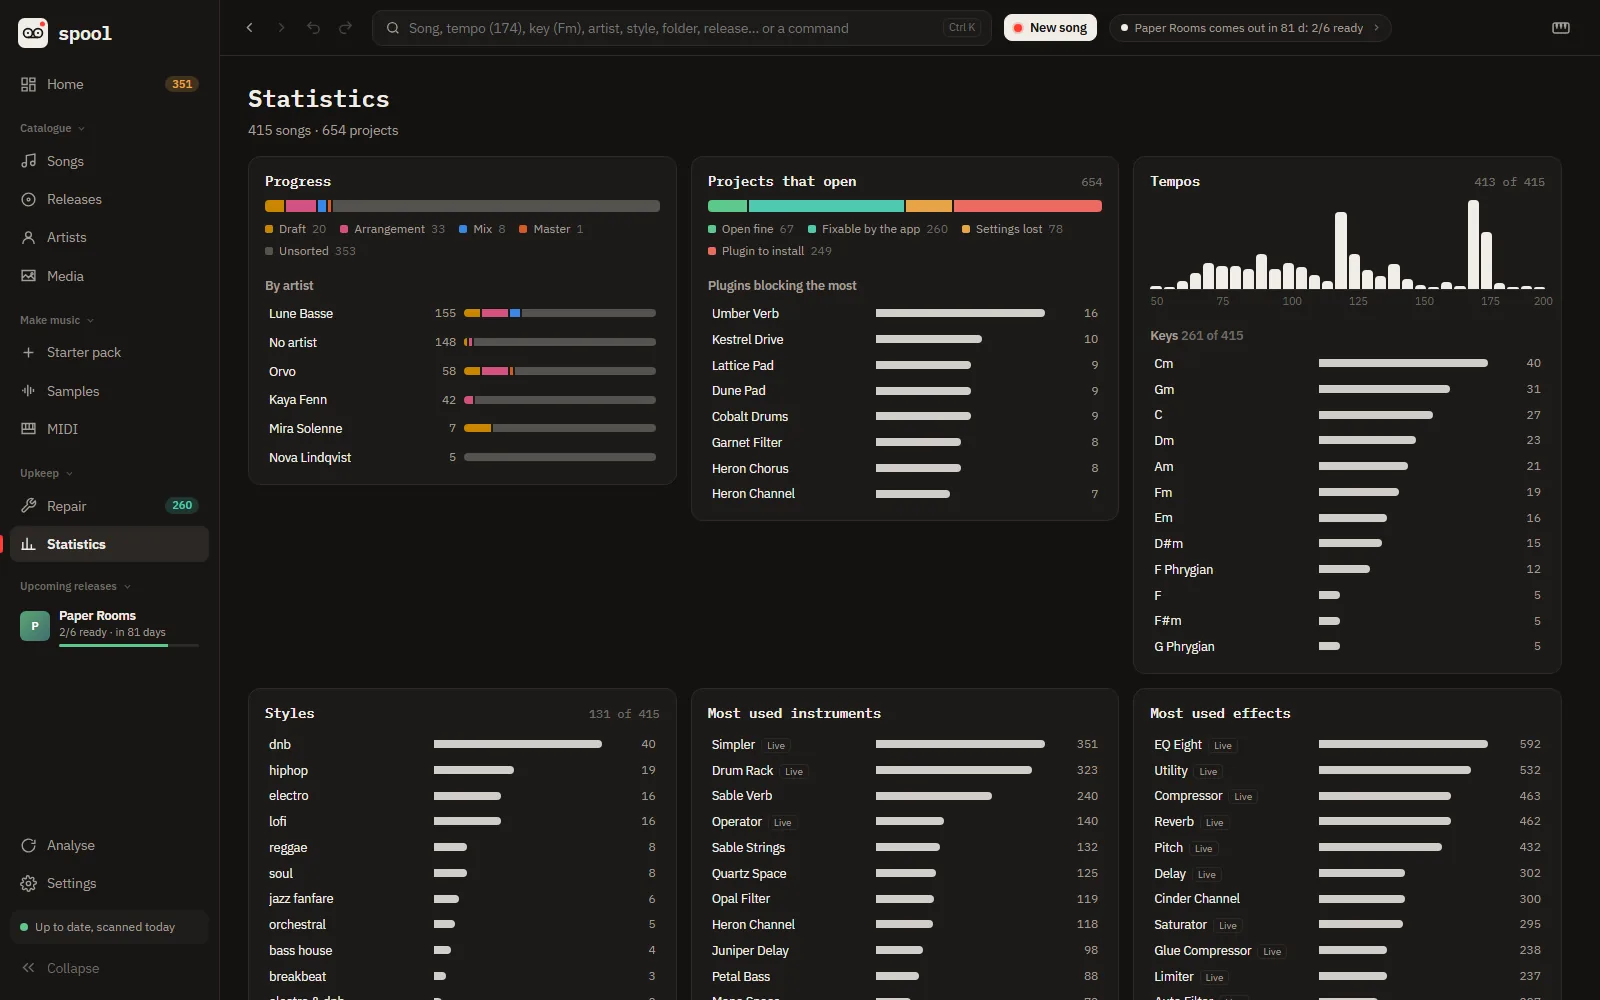 spool
Song, tempo (174), key (Fm), artist, style, folder, release... or a command
Ctrl K
New song
Paper Rooms comes out in 81 d: 2/6 ready
Home 351
Catalogue
Songs
Releases
Artists
Media
Make music
Starter pack
Samples
MIDI
Upkeep
Repair 260
Statistics
Upcoming releases
P
Paper Rooms
2/6 ready · in 81 days
Analyse
Settings
Up to date, scanned today
Collapse
Statistics
415 songs · 654 projects
Progress
Draft 20 Arrangement 33 Mix 8 Master 1
Unsorted 353
By artist
Lune Basse 155
No artist 148
Orvo 58
Kaya Fenn 42
Mira Solenne 7
Nova Lindqvist 5
Projects that open 654
Open fine 67 Fixable by the app 260 Settings lost 78
Plugin to install 249
Plugins blocking the most
Umber Verb 16
Kestrel Drive 10
Lattice Pad 9
Dune Pad 9
Cobalt Drums 9
Garnet Filter 8
Heron Chorus 8
Heron Channel 7
Tempos 413 of 415
50 75 100 125 150 175 200
Keys 261 of 415
Cm 40
Gm 31
C 27
Dm 23
Am 21
Fm 19
Em 16
D#m 15
F Phrygian 12
F 5
F#m 5
G Phrygian 5
Styles 131 of 415
dnb 40
hiphop 19
electro 16
lofi 16
reggae 8
soul 8
jazz fanfare 6
orchestral 5
bass house 4
breakbeat 3
Most used instruments
Simpler Live 351
Drum Rack Live 323
Sable Verb 240
Operator Live 140
Sable Strings 132
Quartz Space 125
Opal Filter 119
Heron Channel 118
Juniper Delay 98
Petal Bass 88
Most used effects
EQ Eight Live 592
Utility Live 532
Compressor Live 463
Reverb Live 462
Pitch Live 432
Delay Live 302
Cinder Channel 300
Saturator Live 295
Glue Compressor Live 238
Limiter Live 237